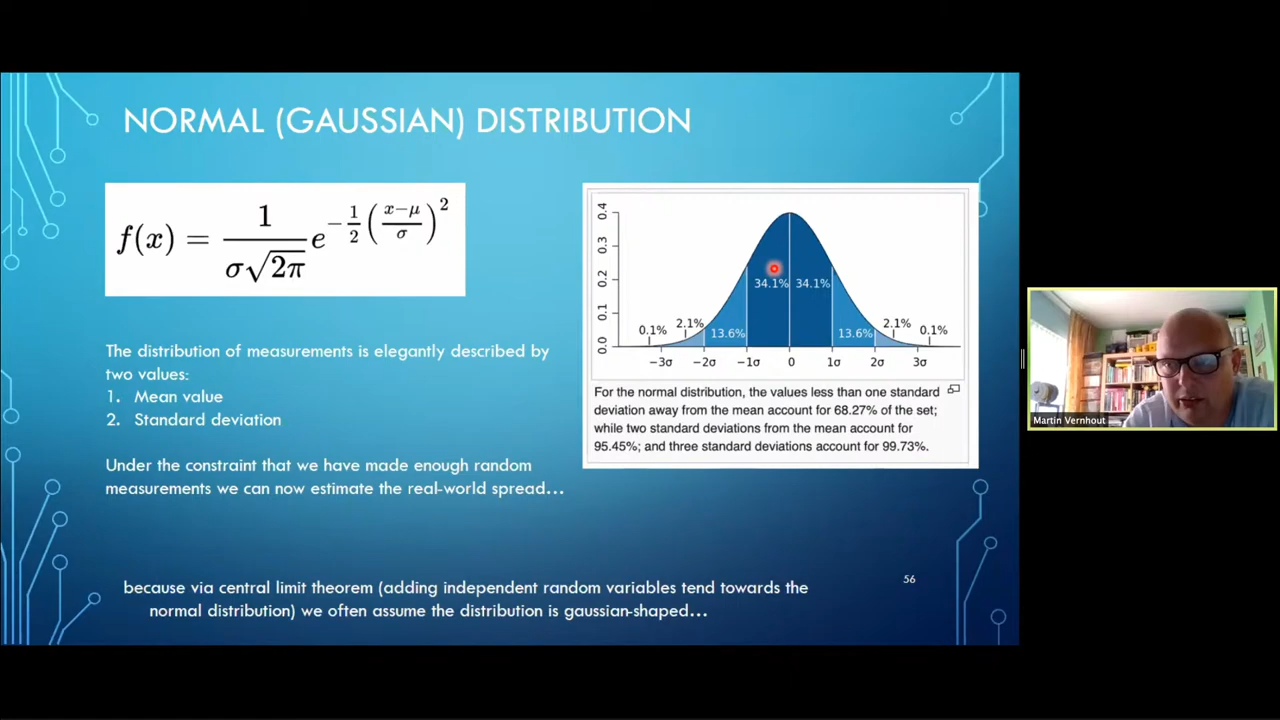 NORMAL (GAUSSIAN) DISTRIBUTION
f(x) = 1/(σ√(2π)) e^(−1/2 ((x−μ)/σ)^2)
The distribution of measurements is elegantly described by
two values:
1. Mean value
2. Standard deviation
Under the constraint that we have made enough random
measurements we can now estimate the real-world spread…
0.4
0.3
0.2
0.1
0.0
0.1% 2.1% 13.6% 34.1% 34.1% 13.6% 2.1% 0.1%
−3σ −2σ −1σ 0 1σ 2σ 3σ
For the normal distribution, the values less than one standard
deviation away from the mean account for 68.27% of the set;
while two standard deviations from the mean account for
95.45%; and three standard deviations account for 99.73%.
because via central limit theorem (adding independent random variables tend towards the
normal distribution) we often assume the distribution is gaussian-shaped…
56
Martin Vernhout